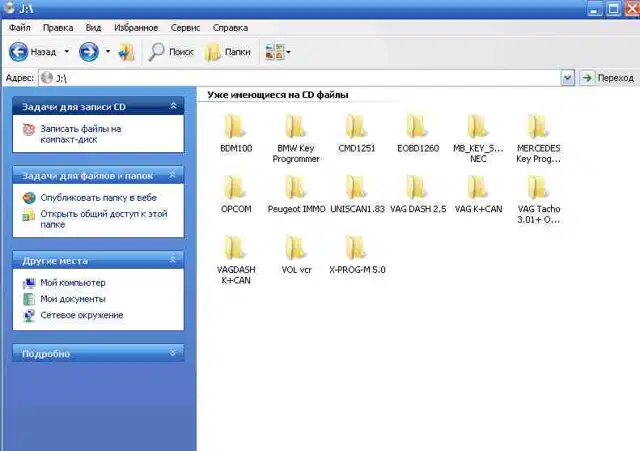 J:\
Файл Правка Вид Избранное Сервис Справка
Назад Поиск Папки
Адрес: J:\ Переход
Задачи для записи CD
Записать файлы на
компакт-диск
Задачи для файлов и папок
Опубликовать папку в вебе
Открыть общий доступ к этой
папке
Другие места
Мой компьютер
Мои документы
Сетевое окружение
Подробно
Уже имеющиеся на CD файлы
BDM100
BMW Key
Programmer
CMD1251
EOBD1260
MB_KEY_S...
NEC
MERCEDES
Key Prog...
OPCOM
Peugeot IMMO
UNISCAN1.83
VAG DASH 2.5
VAG K+CAN
VAG Tacho
3.01+ O...
VAGDASH
K+CAN
VOL vcr
X-PROG-M 5.0